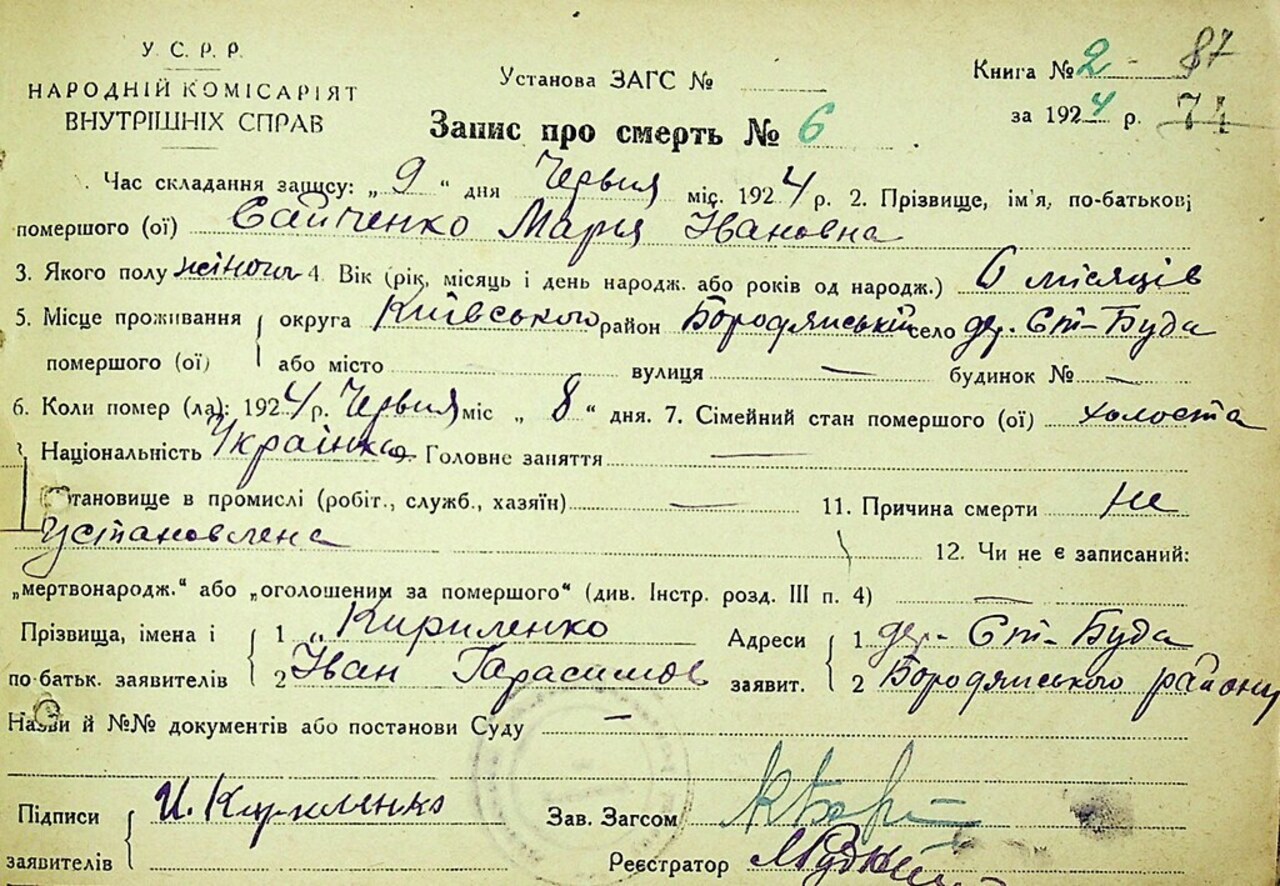 У. С. Р. Р.
НАРОДНІЙ КОМІСАРІЯТ
ВНУТРІШНІХ СПРАВ
Установа ЗАГС №
Книга № 2 87
за 1924 р. 74
Запис про смерть № 6
Час складання запису: „ 9 “ дня Червня міс. 1924 р. 2. Прізвище, ім'я, по-батькові
помершого (ої) Сайченко Марія Івановна
3. Якого полу жіночи 4. Вік (рік, місяць і день народж. або років од народж.) 6 місяців
5. Місце проживання округа Київського район Бородянський село дер. Ст-Буда
помершого (ої) або місто вулиця — будинок № —
6. Коли помер (ла): 1924 р. Червня міс „ 8 “ дня. 7. Сімейний стан помершого (ої) холоста
Національність Українка 9. Головне заняття —
становище в промислі (робіт., служб., хазяїн) — 11. Причина смерти не
установлена 12. Чи не є записаний:
„мертвонародж.“ або „оголошеним за помершого“ (див. Інстр. розд. III п. 4) —
Прізвища, імена і 1 „ Кириленко Адреси 1 дер. Ст-Буда
по-батьк. заявителів 2 Іван Гарасимов заявит. 2 Бородянського району
Назви й №№ документів або постанови Суду —
Підписи И. Кириленко Зав. Загсом
заявителів Реєстратор